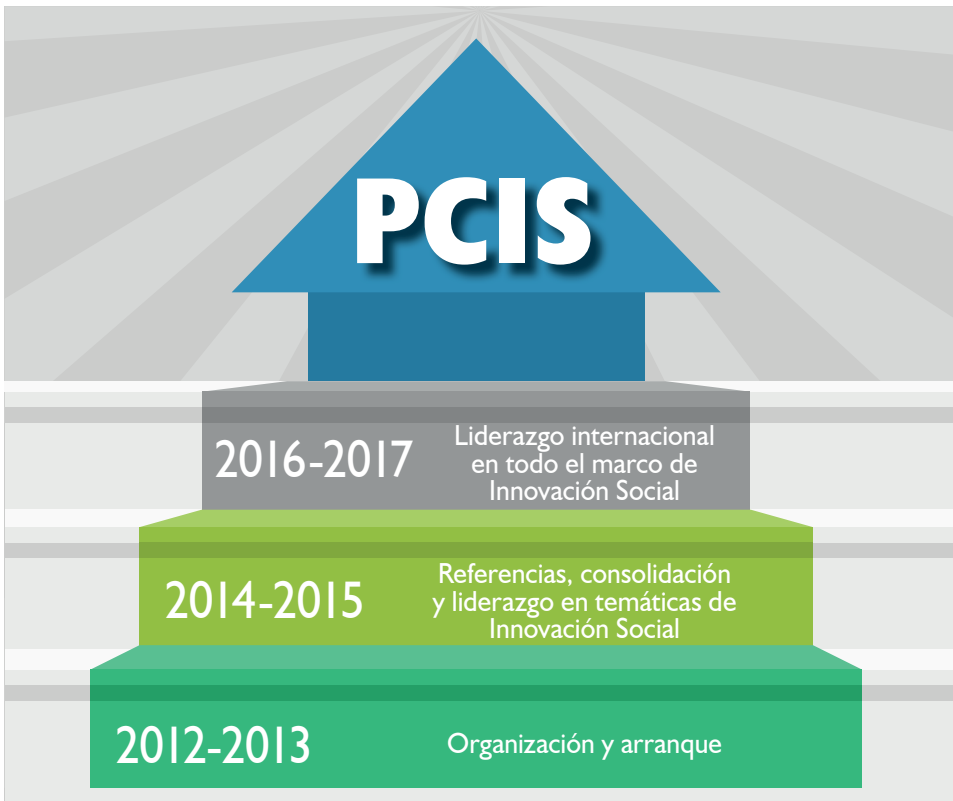 PCIS
2016-2017
Liderazgo internacional
en todo el marco de
Innovación Social
2014-2015
Referencias, consolidación
y liderazgo en temáticas de
Innovación Social
2012-2013
Organización y arranque